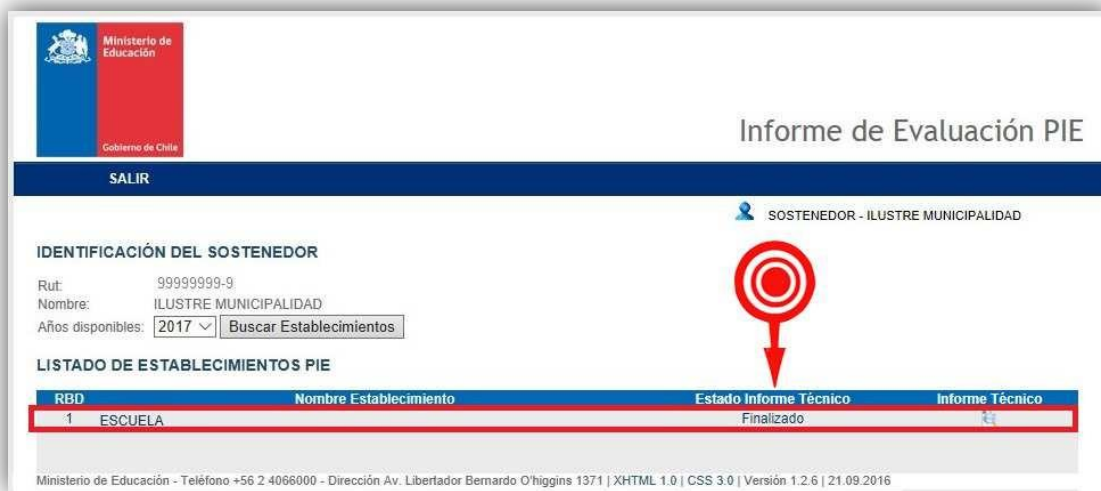 Ministerio de
Educación
Gobierno de Chile
Informe de Evaluación PIE
SALIR
SOSTENEDOR - ILUSTRE MUNICIPALIDAD
IDENTIFICACIÓN DEL SOSTENEDOR
Rut: 99999999-9
Nombre: ILUSTRE MUNICIPALIDAD
Años disponibles: 2017 Buscar Establecimientos
LISTADO DE ESTABLECIMIENTOS PIE
RBD Nombre Establecimiento Estado Informe Técnico Informe Técnico
1 ESCUELA Finalizado
Ministerio de Educación - Teléfono +56 2 4066000 - Dirección Av. Libertador Bernardo O'higgins 1371 | XHTML 1.0 | CSS 3.0 | Versión 1.2.6 | 21.09.2016